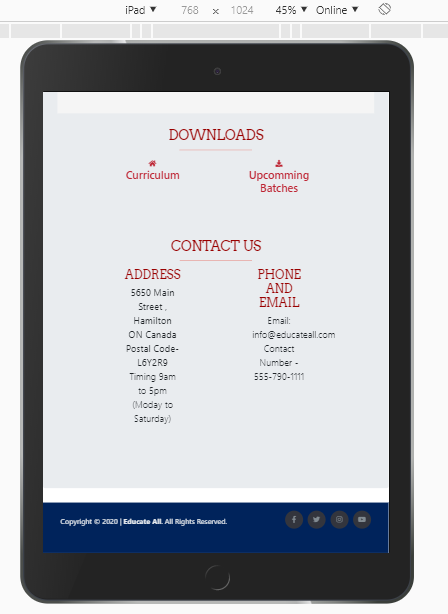 iPad ▼ 768 × 1024 45% ▼ Online ▼
DOWNLOADS
Curriculum
Upcomming
Batches
CONTACT US
ADDRESS
5650 Main
Street ,
Hamilton
ON Canada
Postal Code-
L6Y2R9
Timing 9am
to 5pm
(Moday to
Saturday)
PHONE
AND
EMAIL
Email:
info@educateall.com
Contact
Number -
555-790-1111
Copyright © 2020 | Educate All. All Rights Reserved.